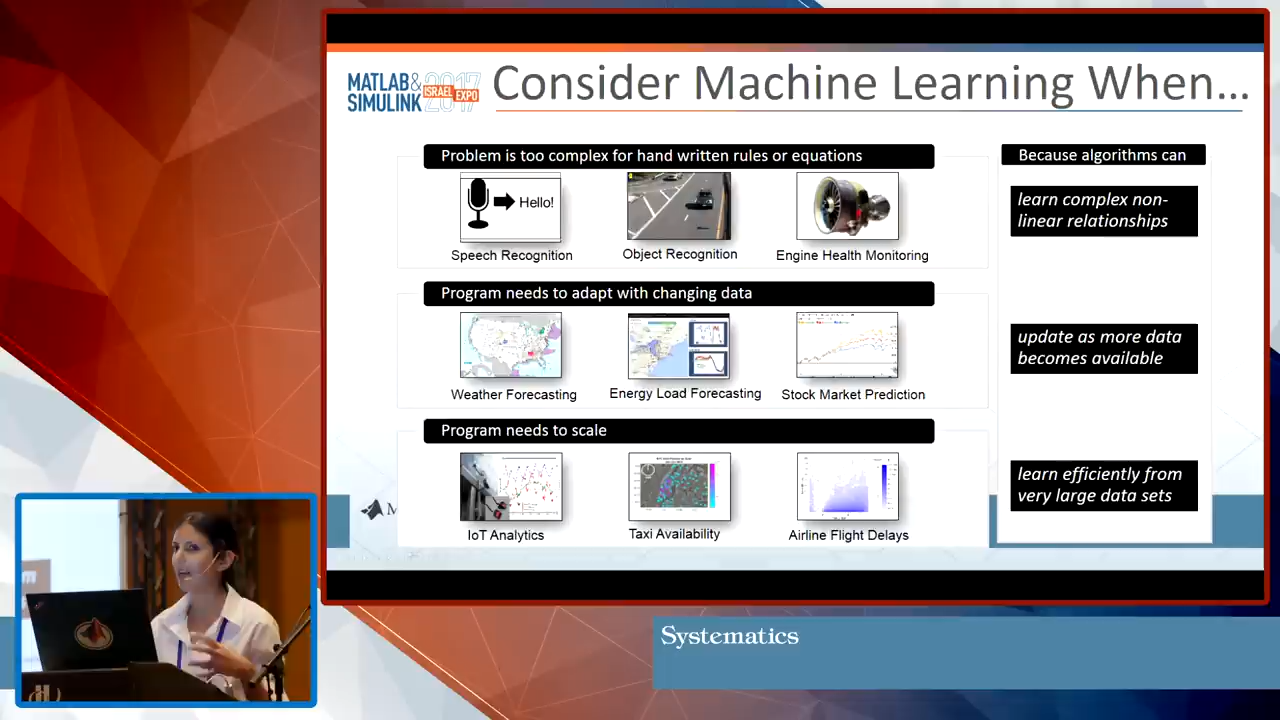 MATLAB&
SIMULINK
2017
ISRAEL
EXPO
Consider Machine Learning When...
Problem is too complex for hand written rules or equations
Because algorithms can
Hello!
Speech Recognition
Object Recognition
Engine Health Monitoring
learn complex non-
linear relationships
Program needs to adapt with changing data
Weather Forecasting
Energy Load Forecasting
Stock Market Prediction
update as more data
becomes available
Program needs to scale
IoT Analytics
Taxi Availability
Airline Flight Delays
learn efficiently from
very large data sets
M
Systematics